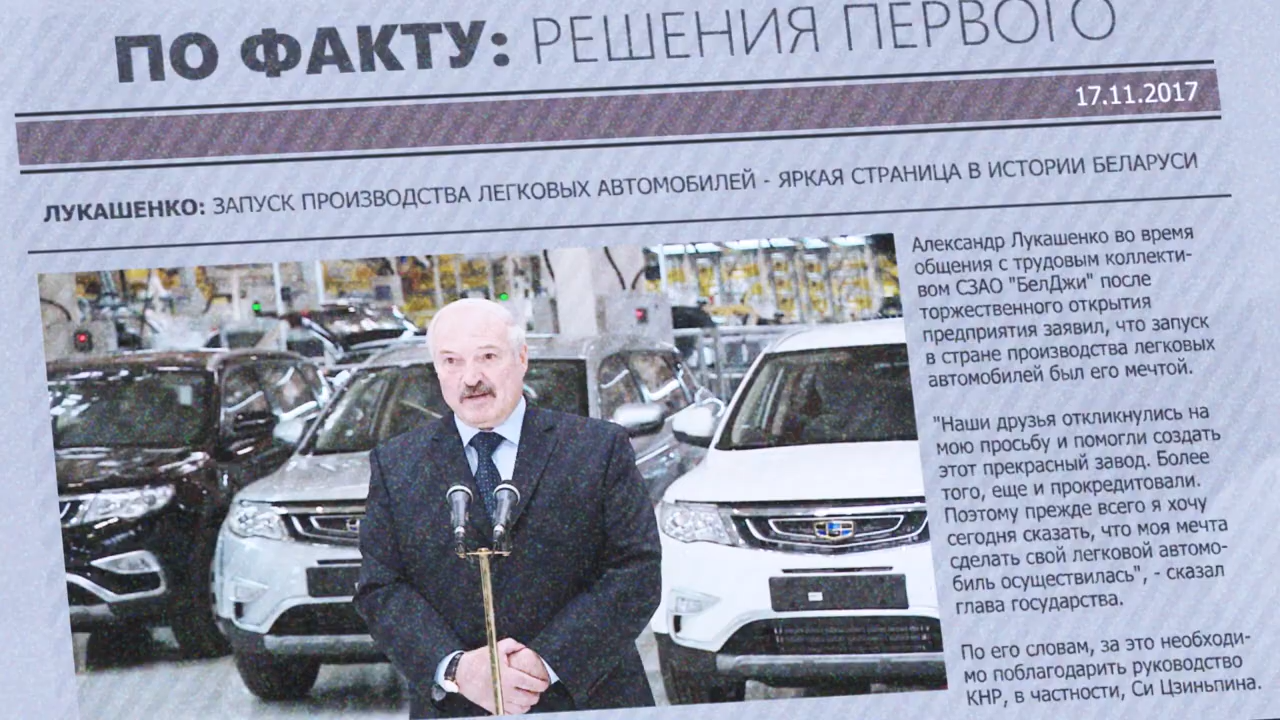 ПО ФАКТУ: РЕШЕНИЯ ПЕРВОГО
17.11.2017
ЛУКАШЕНКО: ЗАПУСК ПРОИЗВОДСТВА ЛЕГКОВЫХ АВТОМОБИЛЕЙ - ЯРКАЯ СТРАНИЦА В ИСТОРИИ БЕЛАРУСИ
Александр Лукашенко во время
общения с трудовым коллекти-
вом СЗАО "БелДжи" после
торжественного открытия
предприятия заявил, что запуск
в стране производства легковых
автомобилей был его мечтой.
"Наши друзья откликнулись на
мою просьбу и помогли создать
этот прекрасный завод. Более
того, еще и прокредитовали.
Поэтому прежде всего я хочу
сегодня сказать, что моя мечта
сделать свой легковой автомо-
биль осуществилась", - сказал
глава государства.
По его словам, за это необходи-
мо поблагодарить руководство
КНР, в частности, Си Цзиньпина.